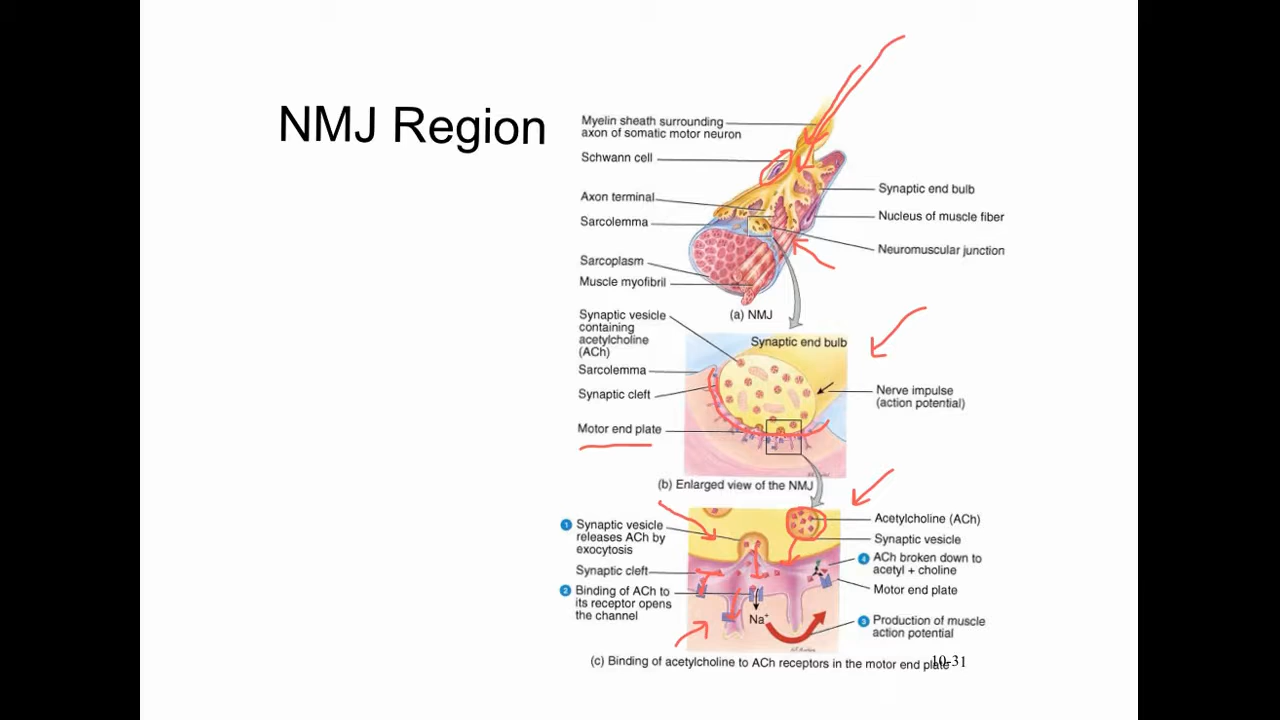 NMJ Region
Myelin sheath surrounding
axon of somatic motor neuron
Schwann cell
Axon terminal
Sarcolemma
Sarcoplasm
Muscle myofibril
Synaptic end bulb
Nucleus of muscle fiber
Neuromuscular junction
(a) NMJ
Synaptic vesicle
containing
acetylcholine
(ACh)
Sarcolemma
Synaptic cleft
Motor end plate
Synaptic end bulb
Nerve impulse
(action potential)
(b) Enlarged view of the NMJ
1 Synaptic vesicle
releases ACh by
exocytosis
Synaptic cleft
2 Binding of ACh to
its receptor opens
the channel
Na+
Acetylcholine (ACh)
Synaptic vesicle
4 ACh broken down to
acetyl + choline
Motor end plate
3 Production of muscle
action potential
(c) Binding of acetylcholine to ACh receptors in the motor end plate
10-31